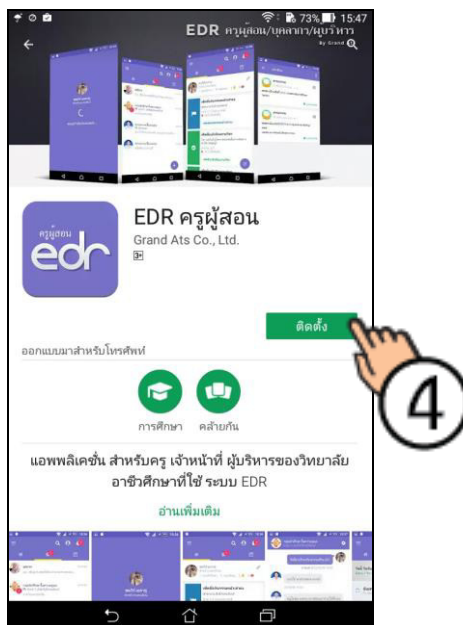 73% 15:47
EDR ครูผู้สอน/บุคลากร/ผู้บริหาร
By Grand
ครูผู้สอน
edr
EDR ครูผู้สอน
Grand Ats Co., Ltd.
3+
ติดตั้ง
ออกแบบมาสำหรับโทรศัพท์
4
การศึกษา คล้ายกัน
แอพพลิเคชั่น สำหรับครู เจ้าหน้าที่ ผู้บริหารของวิทยาลัย
อาชีวศึกษาที่ใช้ ระบบ EDR
อ่านเพิ่มเติม